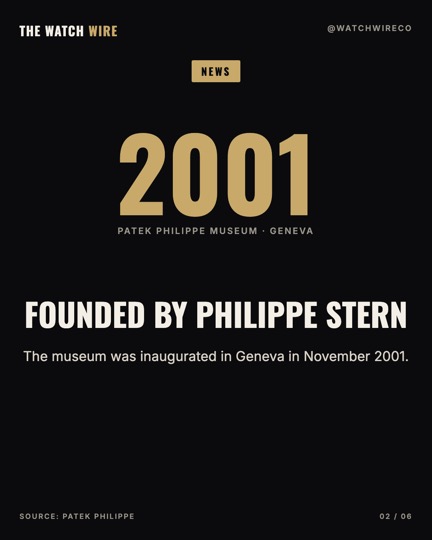 THE WATCH WIRE
@WATCHWIRECO
NEWS
2001
PATEK PHILIPPE MUSEUM · GENEVA
FOUNDED BY PHILIPPE STERN
The museum was inaugurated in Geneva in November 2001.
SOURCE: PATEK PHILIPPE
02 / 06